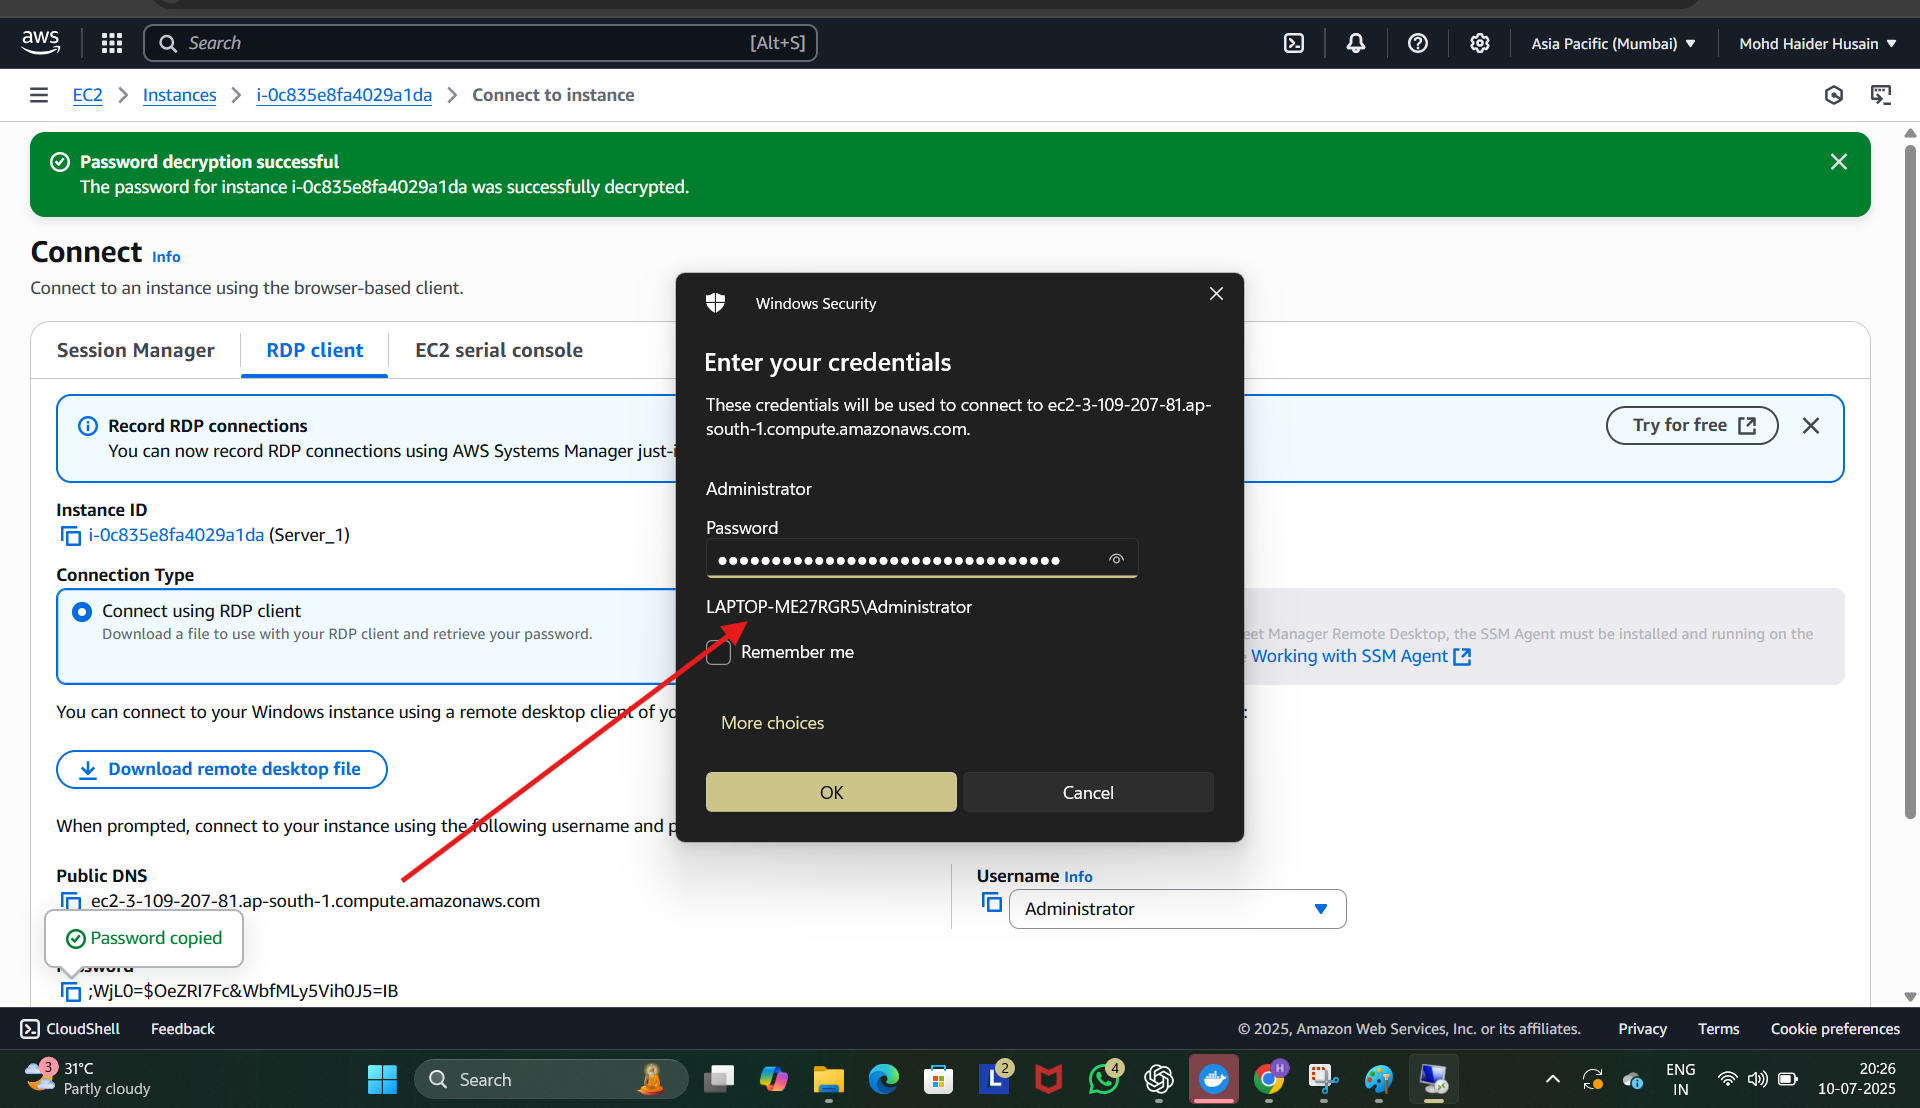 aws
Search [Alt+S]
Asia Pacific (Mumbai)
Mohd Haider Husain
EC2
Instances
i-0c835e8fa4029a1da
Connect to instance
Password decryption successful
The password for instance i-0c835e8fa4029a1da was successfully decrypted.
Connect Info
Connect to an instance using the browser-based client.
Session Manager
RDP client
EC2 serial console
Record RDP connections
You can now record RDP connections using AWS Systems Manager just-i
Try for free
Instance ID
i-0c835e8fa4029a1da (Server_1)
Connection Type
Connect using RDP client
Download a file to use with your RDP client and retrieve your password.
eet Manager Remote Desktop, the SSM Agent must be installed and running on the
Working with SSM Agent
You can connect to your Windows instance using a remote desktop client of yo
:
Download remote desktop file
When prompted, connect to your instance using the following username and p
Public DNS
ec2-3-109-207-81.ap-south-1.compute.amazonaws.com
Username Info
Administrator
Password copied
Password
;WjL0=$OeZRI7Fc&WbfMLy5Vih0J5=IB
Windows Security
Enter your credentials
These credentials will be used to connect to ec2-3-109-207-81.ap-
south-1.compute.amazonaws.com.
Administrator
Password
LAPTOP-ME27RGR5\Administrator
Remember me
More choices
OK
Cancel
CloudShell
Feedback
© 2025, Amazon Web Services, Inc. or its affiliates.
Privacy
Terms
Cookie preferences
3
31°C
Partly cloudy
Search
L
2
4
H
ENG
IN
20:26
10-07-2025